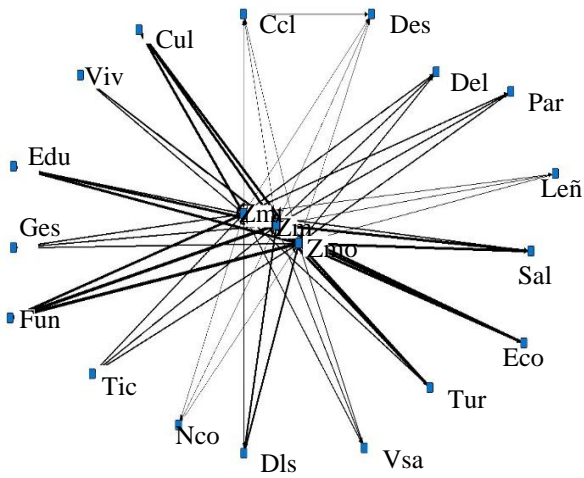 Ccl
Des
Cul
Viv
Del
Par
Edu
Leñ
Zmt
Zm
Zmo
Ges
Sal
Fun
Eco
Tic
Tur
Nco
Dls
Vsa